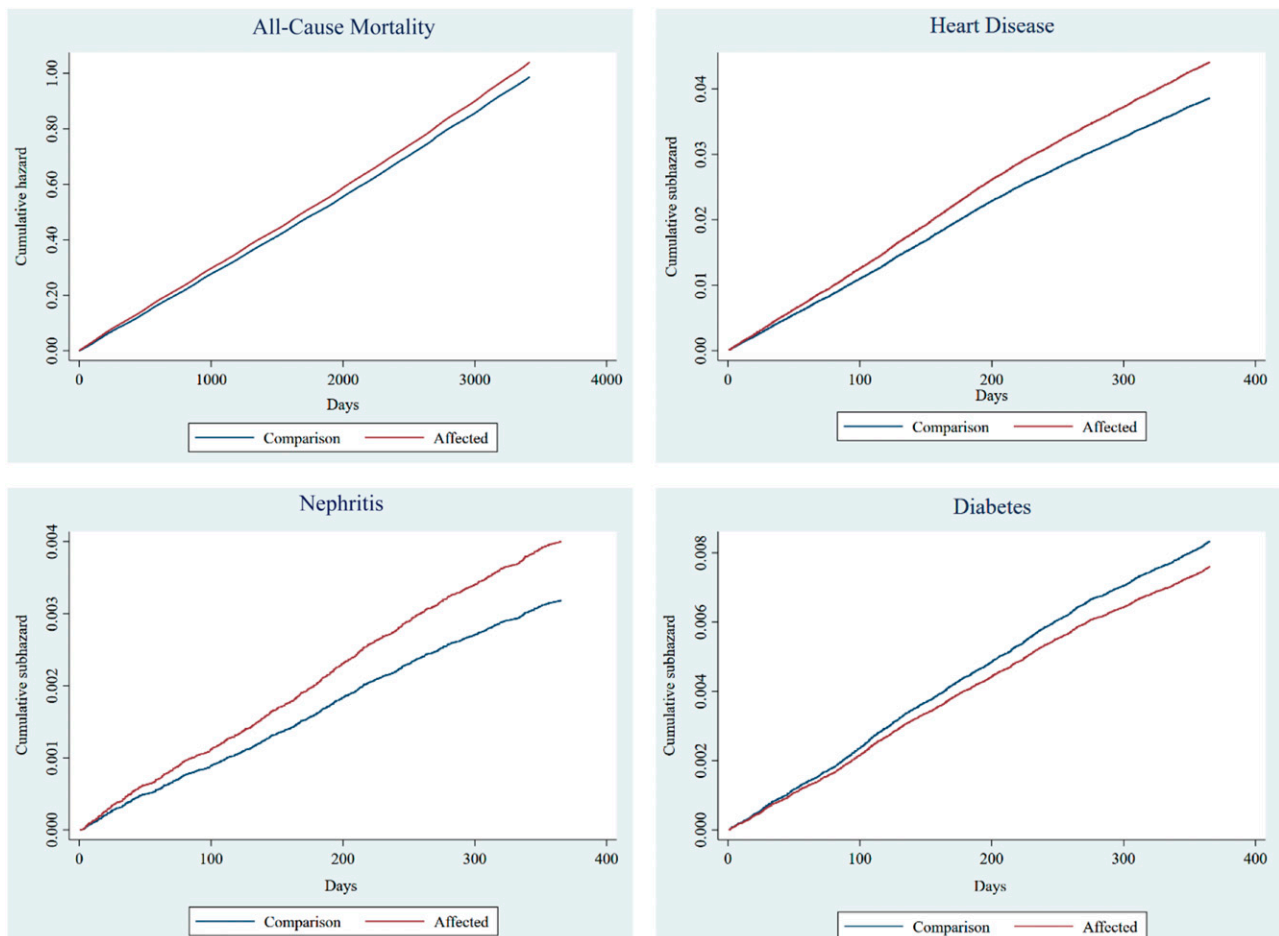 All-Cause Mortality
Cumulative hazard
1.00
0.80
0.60
0.40
0.20
0.00
0 1000 2000 3000 4000
Days
Comparison Affected
Heart Disease
Cumulative subhazard
0.04
0.03
0.02
0.01
0.00
0 100 200 300 400
Days
Comparison Affected
Nephritis
Cumulative subhazard
0.004
0.003
0.002
0.001
0.000
0 100 200 300 400
Days
Comparison Affected
Diabetes
Cumulative subhazard
0.008
0.006
0.004
0.002
0.000
0 100 200 300 400
Days
Comparison Affected